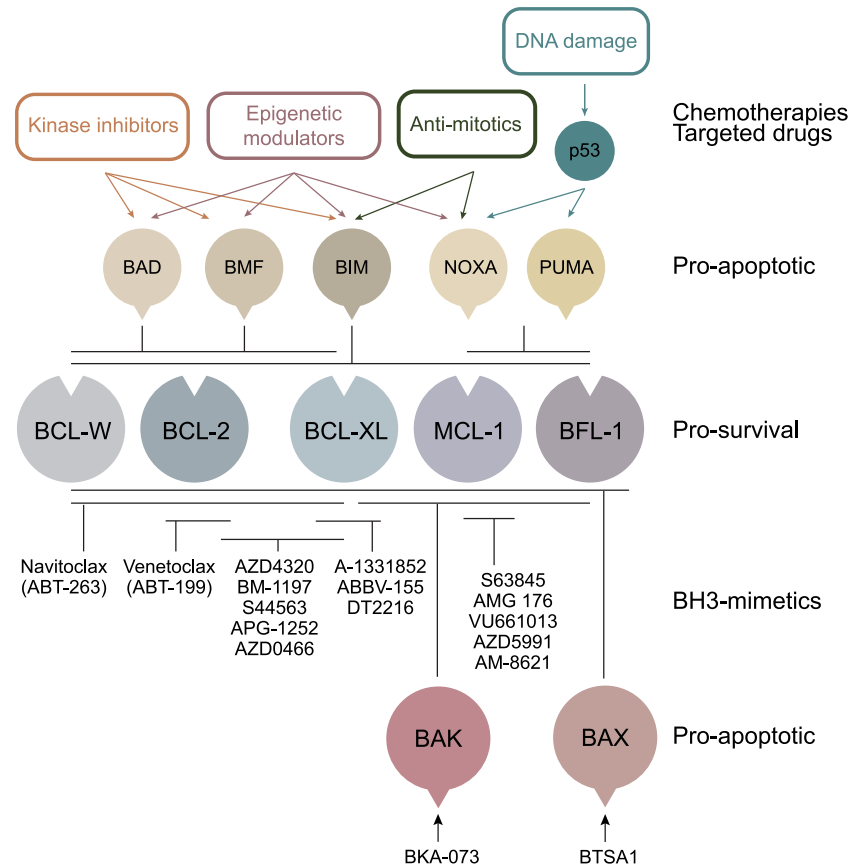 DNA damage
Kinase inhibitors
Epigenetic
modulators
Anti-mitotics
p53
Chemotherapies
Targeted drugs
BAD
BMF
BIM
NOXA
PUMA
Pro-apoptotic
BCL-W
BCL-2
BCL-XL
MCL-1
BFL-1
Pro-survival
Navitoclax
(ABT-263)
Venetoclax
(ABT-199)
AZD4320
BM-1197
S44563
APG-1252
AZD0466
A-1331852
ABBV-155
DT2216
S63845
AMG 176
VU661013
AZD5991
AM-8621
BH3-mimetics
BAK
BAX
Pro-apoptotic
BKA-073
BTSA1